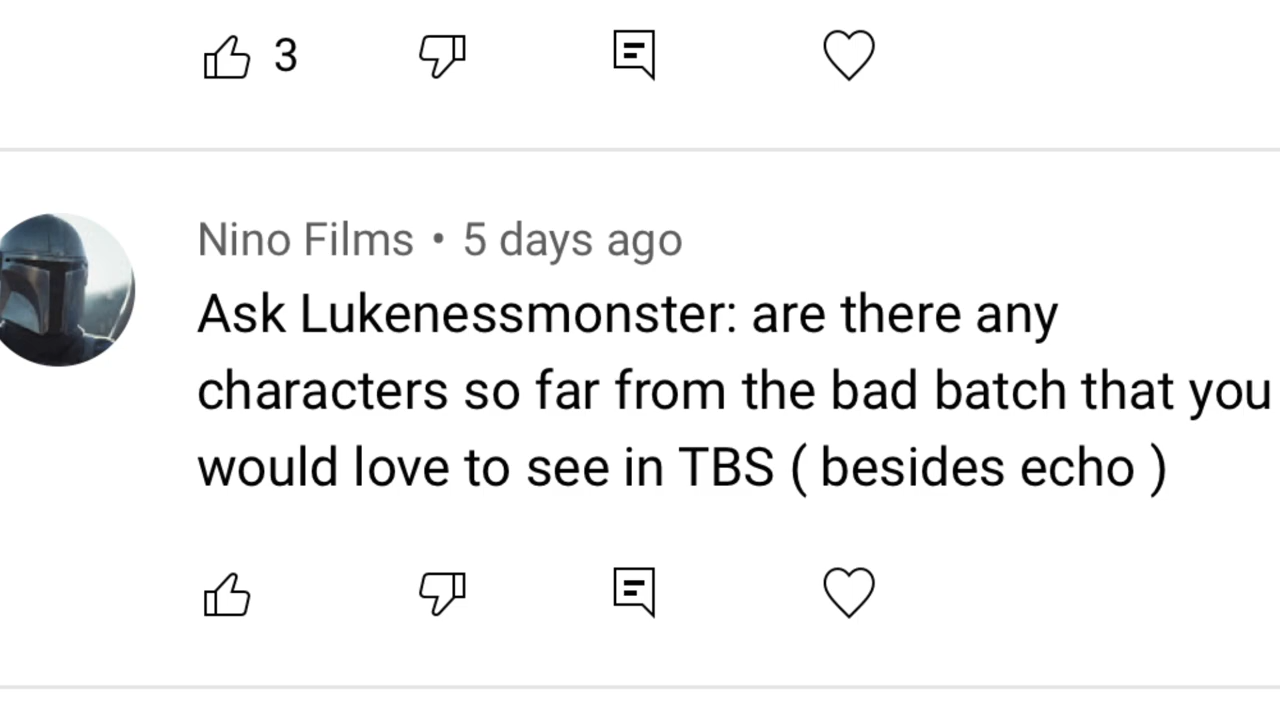 3
Nino Films • 5 days ago
Ask Lukenessmonster: are there any
characters so far from the bad batch that you
would love to see in TBS ( besides echo )